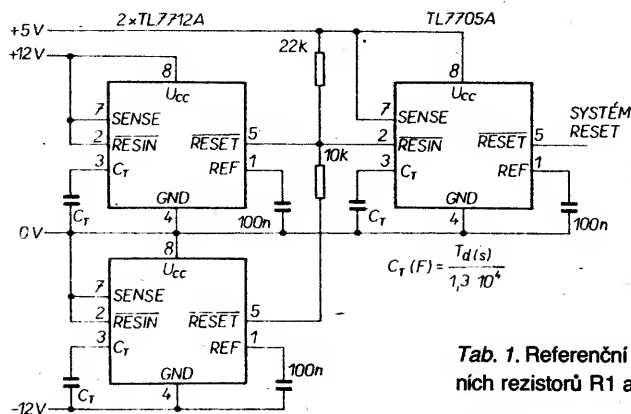 2×TL7712A
TL7705A
+5 V
+12V
22k
8
UCC
7 SENSE
2 RESIN
3 CT
RESET 5
REF 1
GND
4
CT
100n
10k
8
UCC
7 SENSE
2 RESIN
3 CT
RESET 5
REF 1
GND
4
CT
100n
SYSTÉM
RESET
0 V
8
UCC
7 SENSE
2 RESIN
3 CT
RESET 5
REF 1
GND
4
CT
100n
-12V
CT (F) = Td(s) / 1,3 10⁴
Tab. 1. Referenční
ních rezistorů R1 a